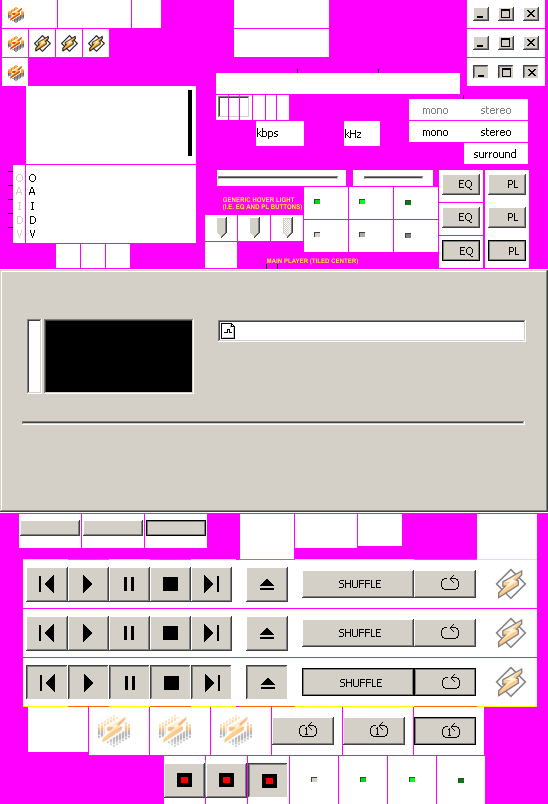 mono stereo
kbps kHz mono stereo
surround
O O
A A
I I
D D
V V
EQ PL
GENERIC HOVER LIGHT
(I.E. EQ AND PL BUTTONS)
EQ PL
EQ PL
MAIN PLAYER (TILED CENTER)
SHUFFLE
SHUFFLE
SHUFFLE
1 1 1